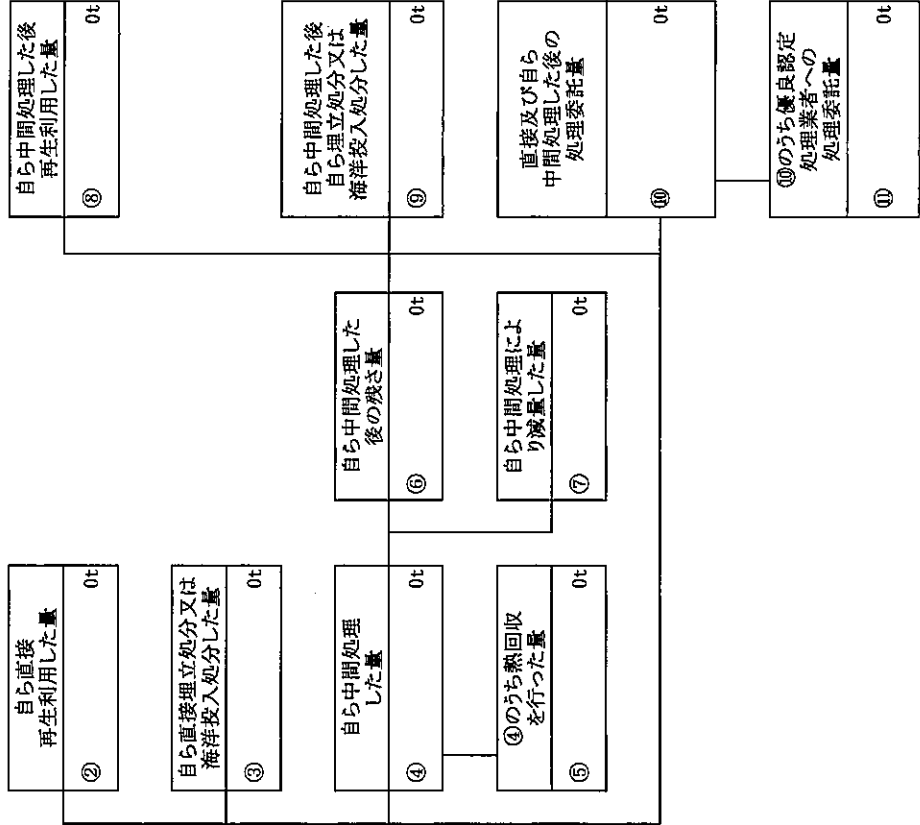 自ら直接
再生利用した量
② 0t
自ら直接埋立処分又は
海洋投入処分した量
③ 0t
自ら中間処理
した量
④ 0t
④のうち熱回収
を行った量
⑤ 0t
自ら中間処理した
後の残さ量
⑥ 0t
自ら中間処理によ
り減量した量
⑦ 0t
自ら中間処理した後
再生利用した量
⑧ 0t
自ら中間処理した後
自ら埋立処分又は
海洋投入処分した量
⑨ 0t
直接及び自ら
中間処理した後の
処理委託量
⑩ 0t
⑩のうち優良認定
処理業者への
処理委託量
⑪ 0t